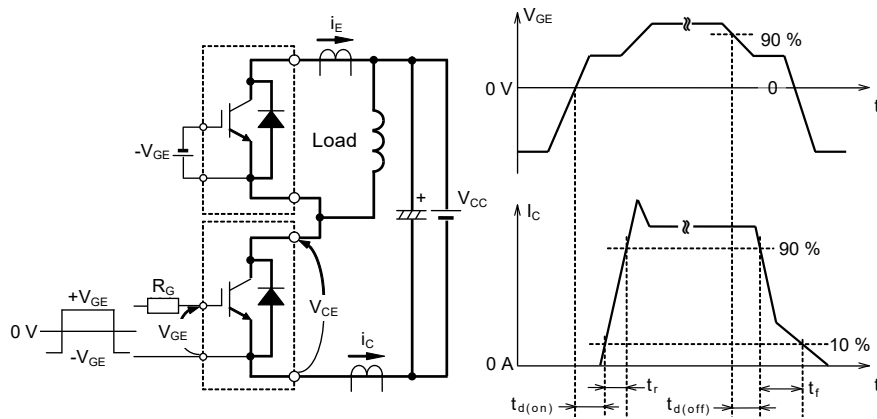 i_E
-V_GE
Load
+
V_CC
R_G
+V_GE
0 V
-V_GE
V_GE
V_CE
i_C
V_GE
90 %
0 V
0
t
I_C
90 %
10 %
0 A
t
t_d(on)
t_r
t_d(off)
t_f